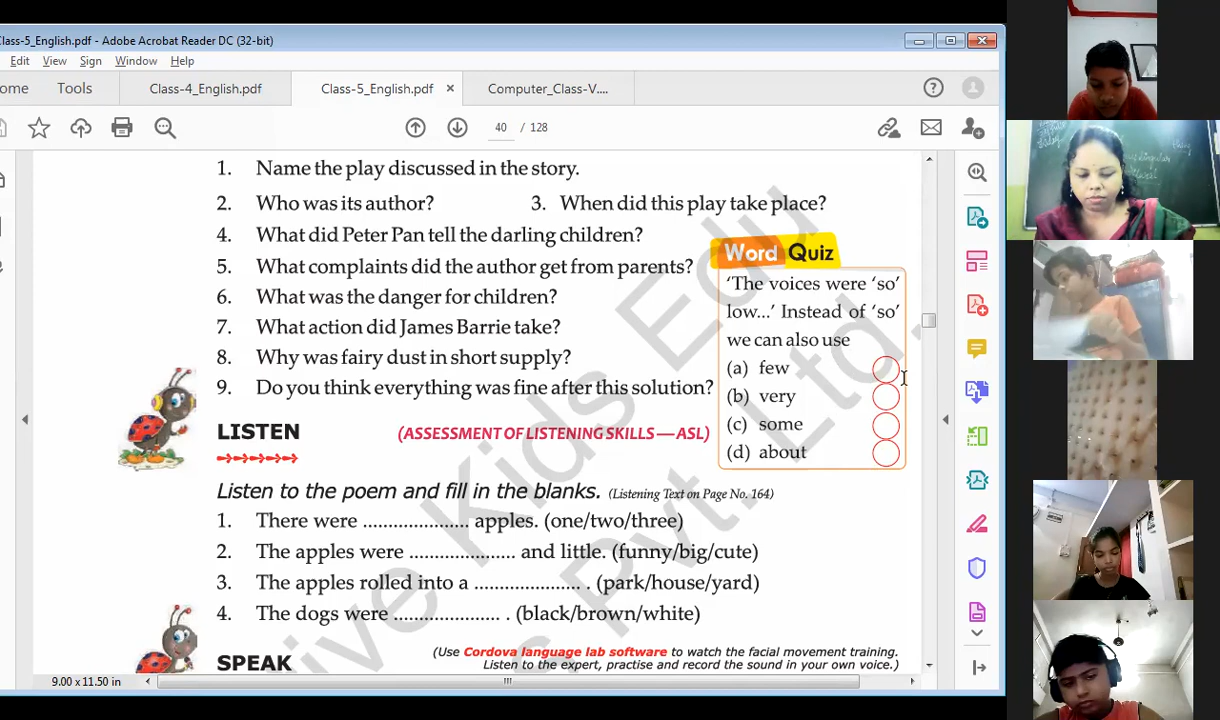 Class-5_English.pdf - Adobe Acrobat Reader DC (32-bit)
Edit View Sign Window Help
ome Tools Class-4_English.pdf Class-5_English.pdf × Computer_Class-V....
40 / 128
1. Name the play discussed in the story.
2. Who was its author? 3. When did this play take place?
4. What did Peter Pan tell the darling children?
5. What complaints did the author get from parents?
6. What was the danger for children?
7. What action did James Barrie take?
8. Why was fairy dust in short supply?
9. Do you think everything was fine after this solution?
Word Quiz
'The voices were 'so'
low...' Instead of 'so'
we can also use
(a) few
(b) very
(c) some
(d) about
LISTEN (ASSESSMENT OF LISTENING SKILLS — ASL)
Listen to the poem and fill in the blanks. (Listening Text on Page No. 164)
1. There were ..................... apples. (one/two/three)
2. The apples were ...................... and little. (funny/big/cute)
3. The apples rolled into a ...................... . (park/house/yard)
4. The dogs were ...................... . (black/brown/white)
SPEAK (Use Cordova language lab software to watch the facial movement training.
Listen to the expert, practise and record the sound in your own voice.)
9.00 x 11.50 in
ive Kids Edu
s Pvt. Ltd.